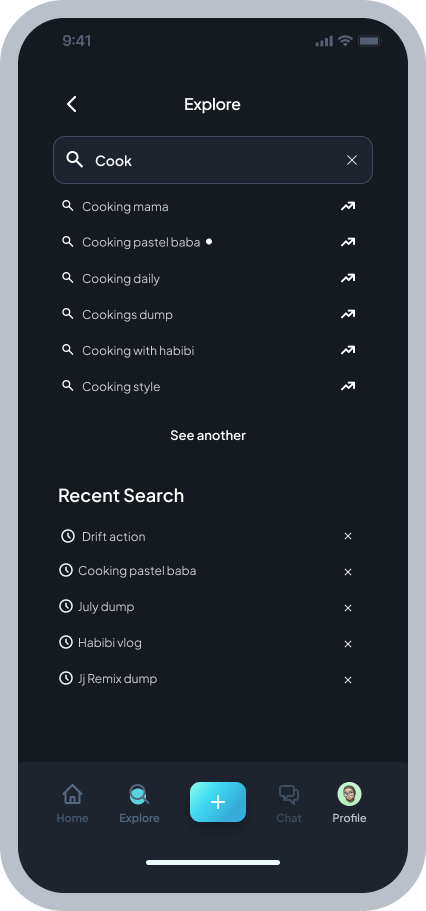 9:41
Explore
Cook
Cooking mama
Cooking pastel baba
Cooking daily
Cookings dump
Cooking with habibi
Cooking style
See another
Recent Search
Drift action
Cooking pastel baba
July dump
Habibi vlog
Jj Remix dump
Home Explore Chat Profile